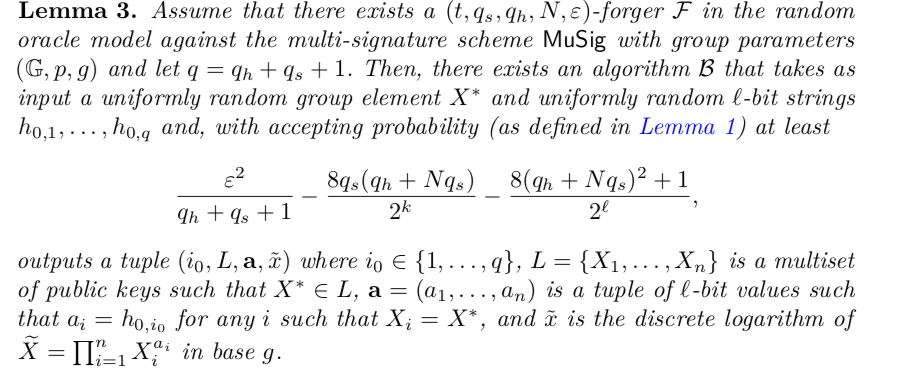 Lemma 3. Assume that there exists a (t, q_s, q_h, N, ε)-forger ℱ in the random
oracle model against the multi-signature scheme MuSig with group parameters
(𝔾, p, g) and let q = q_h + q_s + 1. Then, there exists an algorithm ℬ that takes as
input a uniformly random group element X* and uniformly random ℓ-bit strings
h_{0,1}, . . . , h_{0,q} and, with accepting probability (as defined in Lemma 1) at least
ε^2/(q_h + q_s + 1) − 8q_s(q_h + Nq_s)/2^k − (8(q_h + Nq_s)^2 + 1)/2^ℓ,
outputs a tuple (i_0, L, a, x̃) where i_0 ∈ {1, . . . , q}, L = {X_1, . . . , X_n} is a multiset
of public keys such that X* ∈ L, a = (a_1, . . . , a_n) is a tuple of ℓ-bit values such
that a_i = h_{0,i_0} for any i such that X_i = X*, and x̃ is the discrete logarithm of
X̃ = ∏_{i=1}^n X_i^{a_i} in base g.